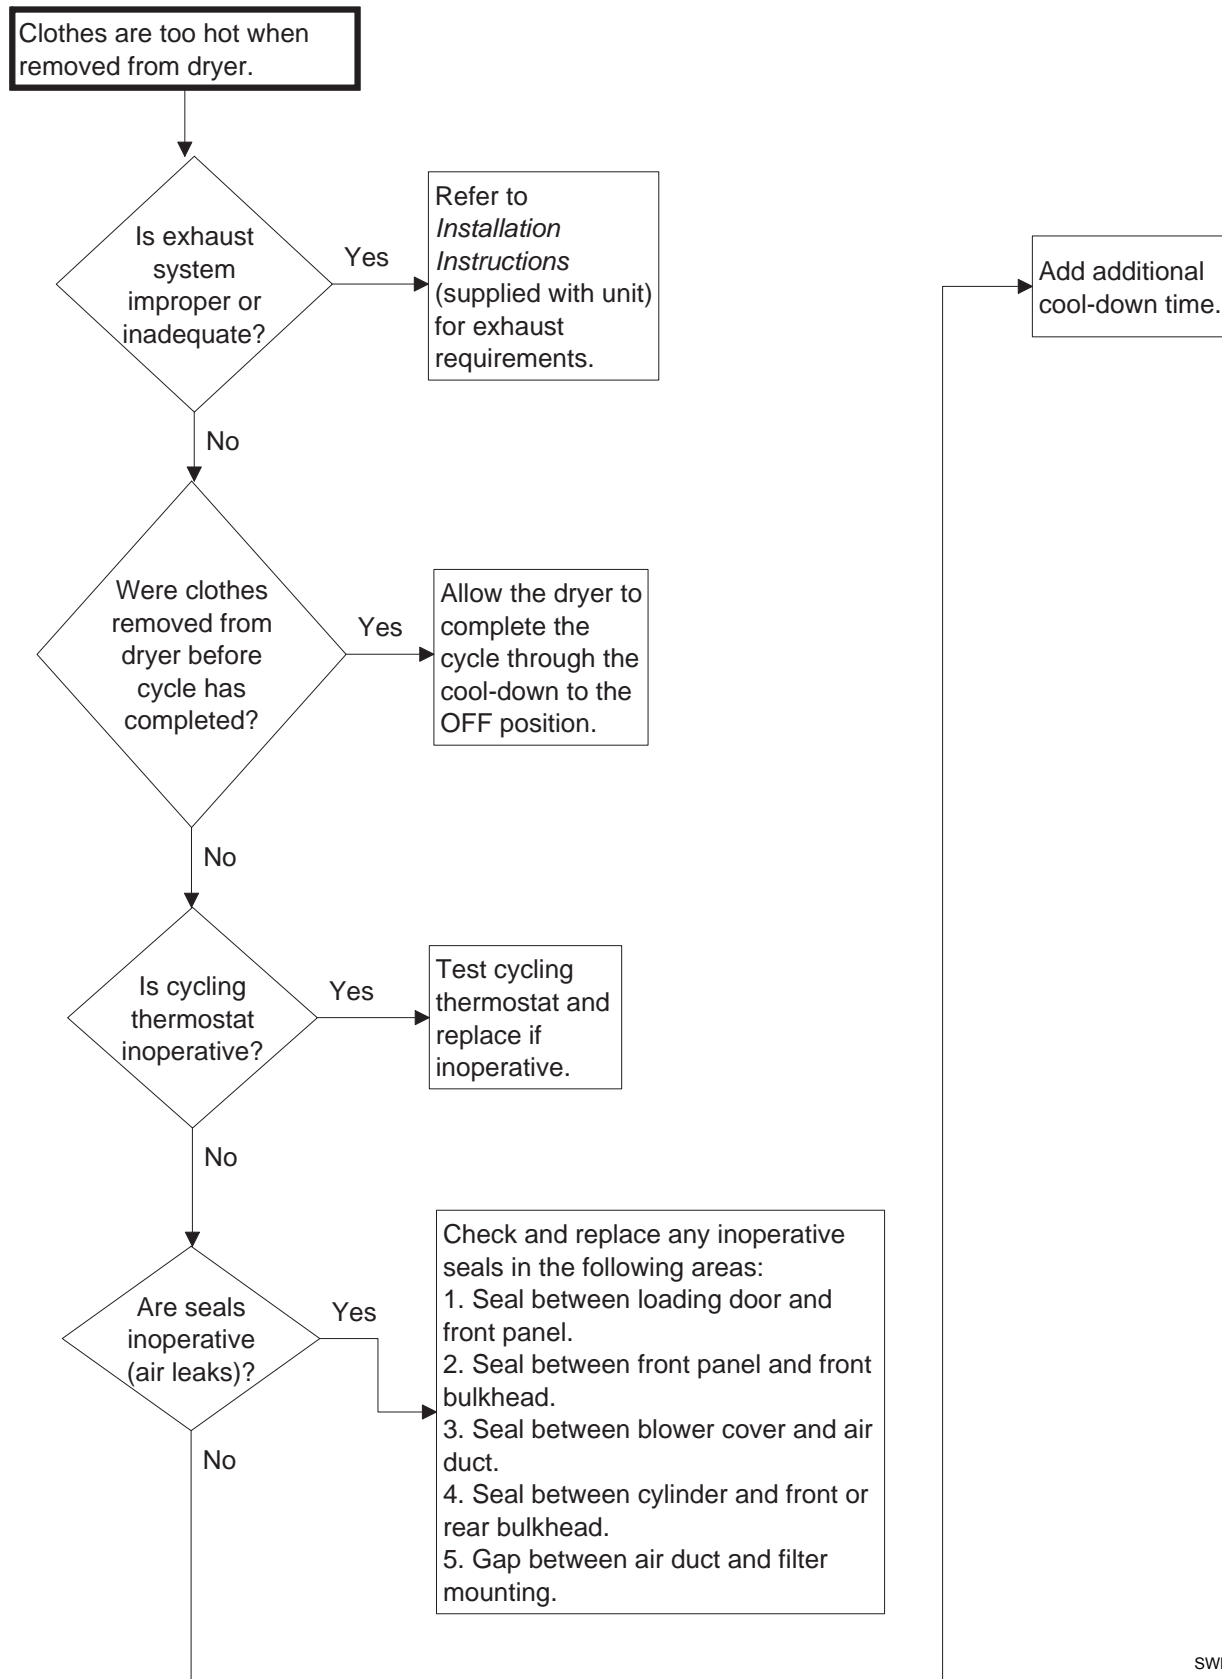 Clothes are too hot when
removed from dryer.
Is exhaust
system
improper or
inadequate?
Yes
Refer to
Installation
Instructions
(supplied with unit)
for exhaust
requirements.
No
Were clothes
removed from
dryer before
cycle has
completed?
Yes
Allow the dryer to
complete the
cycle through the
cool-down to the
OFF position.
No
Is cycling
thermostat
inoperative?
Yes
Test cycling
thermostat and
replace if
inoperative.
No
Are seals
inoperative
(air leaks)?
Yes
Check and replace any inoperative
seals in the following areas:
1. Seal between loading door and
front panel.
2. Seal between front panel and front
bulkhead.
3. Seal between blower cover and air
duct.
4. Seal between cylinder and front or
rear bulkhead.
5. Gap between air duct and filter
mounting.
No
Add additional
cool-down time.